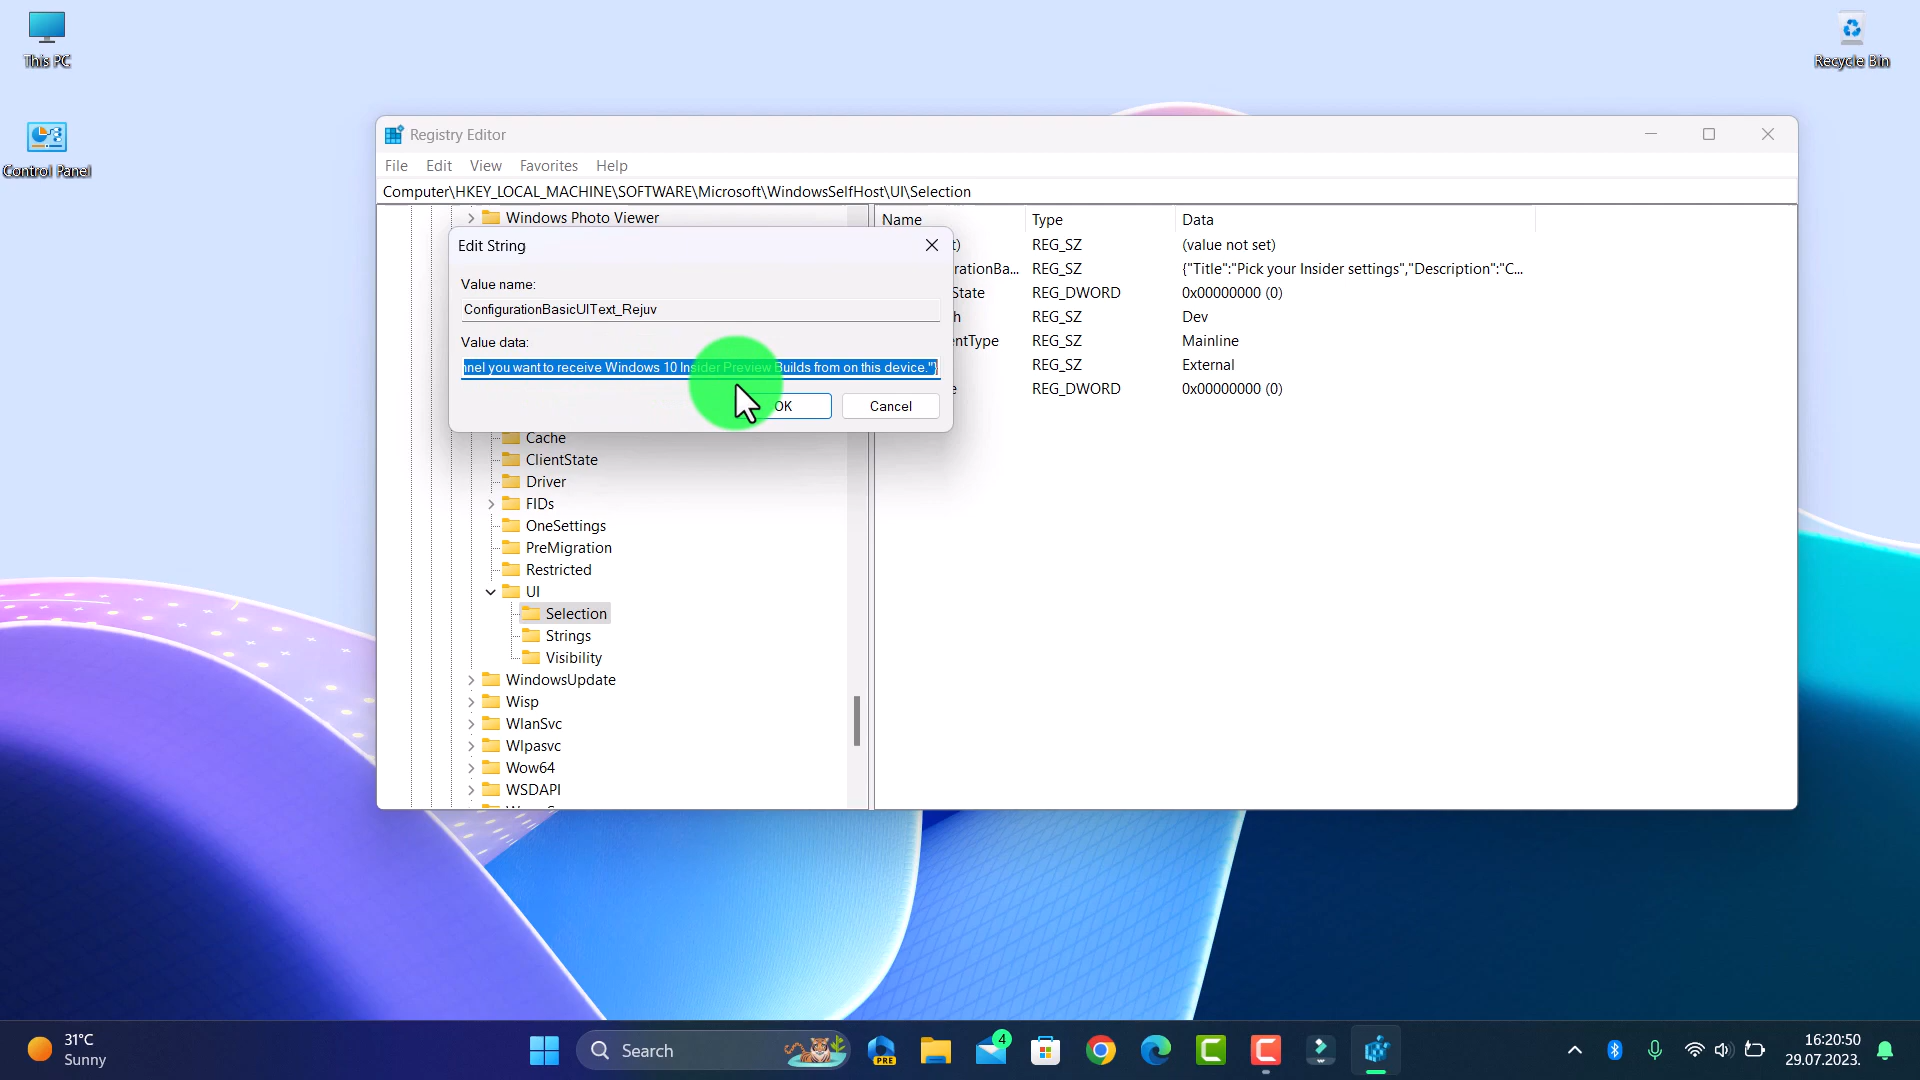 This PC
Recycle Bin
Control Panel
Registry Editor
File Edit View Favorites Help
Computer\HKEY_LOCAL_MACHINE\SOFTWARE\Microsoft\WindowsSelfHost\UI\Selection
Windows Photo Viewer
Edit String
Value name:
ConfigurationBasicUIText_Rejuv
Value data:
nel you want to receive Windows 10 Insider Preview Builds from on this device."}
OK Cancel
Cache
ClientState
Driver
FIDs
OneSettings
PreMigration
Restricted
UI
Selection
Strings
Visibility
WindowsUpdate
Wisp
WlanSvc
Wlpasvc
Wow64
WSDAPI
Name Type Data
t) REG_SZ (value not set)
rationBa... REG_SZ {"Title":"Pick your Insider settings","Description":"C...
State REG_DWORD 0x00000000 (0)
h REG_SZ Dev
entType REG_SZ Mainline
REG_SZ External
e REG_DWORD 0x00000000 (0)
31°C
Sunny
Search
PRE
4
16:20:50
29.07.2023.